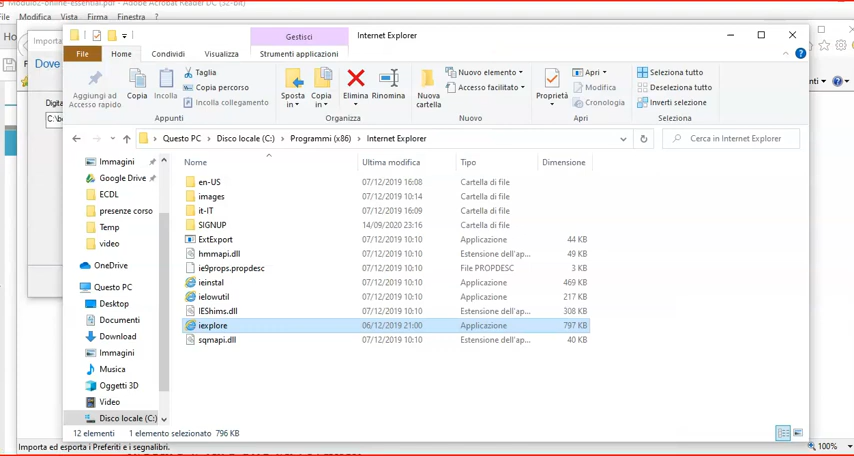 Modulo2-online-essential.pdf - Adobe Acrobat Reader DC (32-bit)
File Modifica Vista Firma Finestra ?
Importa
Dove
Digita
Gestisci
Internet Explorer
File Home Condividi Visualizza Strumenti applicazioni
Aggiungi ad Accesso rapido
Copia
Incolla
Taglia
Copia percorso
Incolla collegamento
Appunti
Sposta in
Copia in
Elimina
Rinomina
Organizza
Nuova cartella
Nuovo elemento
Accesso facilitato
Nuovo
Proprietà
Apri
Modifica
Cronologia
Apri
Seleziona tutto
Deseleziona tutto
Inverti selezione
Selezione
Questo PC > Disco locale (C:) > Programmi (x86) > Internet Explorer
Cerca in Internet Explorer
Immagini
Google Drive
ECDL
presenze corso
Temp
video
OneDrive
Questo PC
Desktop
Documenti
Download
Immagini
Musica
Oggetti 3D
Video
Disco locale (C:)
Nome Ultima modifica Tipo Dimensione
en-US 07/12/2019 16:08 Cartella di file
images 07/12/2019 10:14 Cartella di file
it-IT 07/12/2019 16:09 Cartella di file
SIGNUP 14/09/2020 23:16 Cartella di file
ExtExport 07/12/2019 10:10 Applicazione 44 KB
hmmapi.dll 07/12/2019 10:10 Estensione dell'ap... 49 KB
ie9props.propdesc 07/12/2019 10:10 File PROPDESC 3 KB
ieinstal 07/12/2019 10:10 Applicazione 469 KB
ielowutil 07/12/2019 10:10 Applicazione 217 KB
IEShims.dll 07/12/2019 10:10 Estensione dell'ap... 308 KB
iexplore 06/12/2019 21:00 Applicazione 797 KB
sqmapi.dll 07/12/2019 10:10 Estensione dell'ap... 40 KB
12 elementi 1 elemento selezionato 796 KB
Importa ed esporta i Preferiti e i segnalibri.
100%